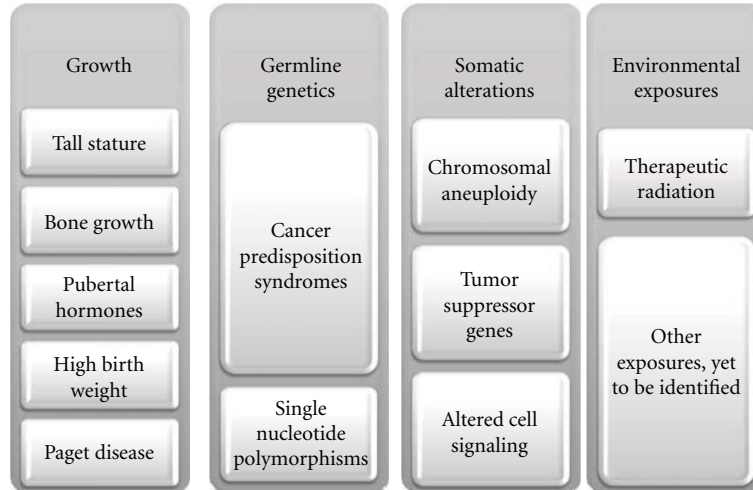 Growth
Tall stature
Bone growth
Pubertal
hormones
High birth
weight
Paget disease
Germline
genetics
Cancer
predisposition
syndromes
Single
nucleotide
polymorphisms
Somatic
alterations
Chromosomal
aneuploidy
Tumor
suppressor
genes
Altered cell
signaling
Environmental
exposures
Therapeutic
radiation
Other
exposures, yet
to be identified